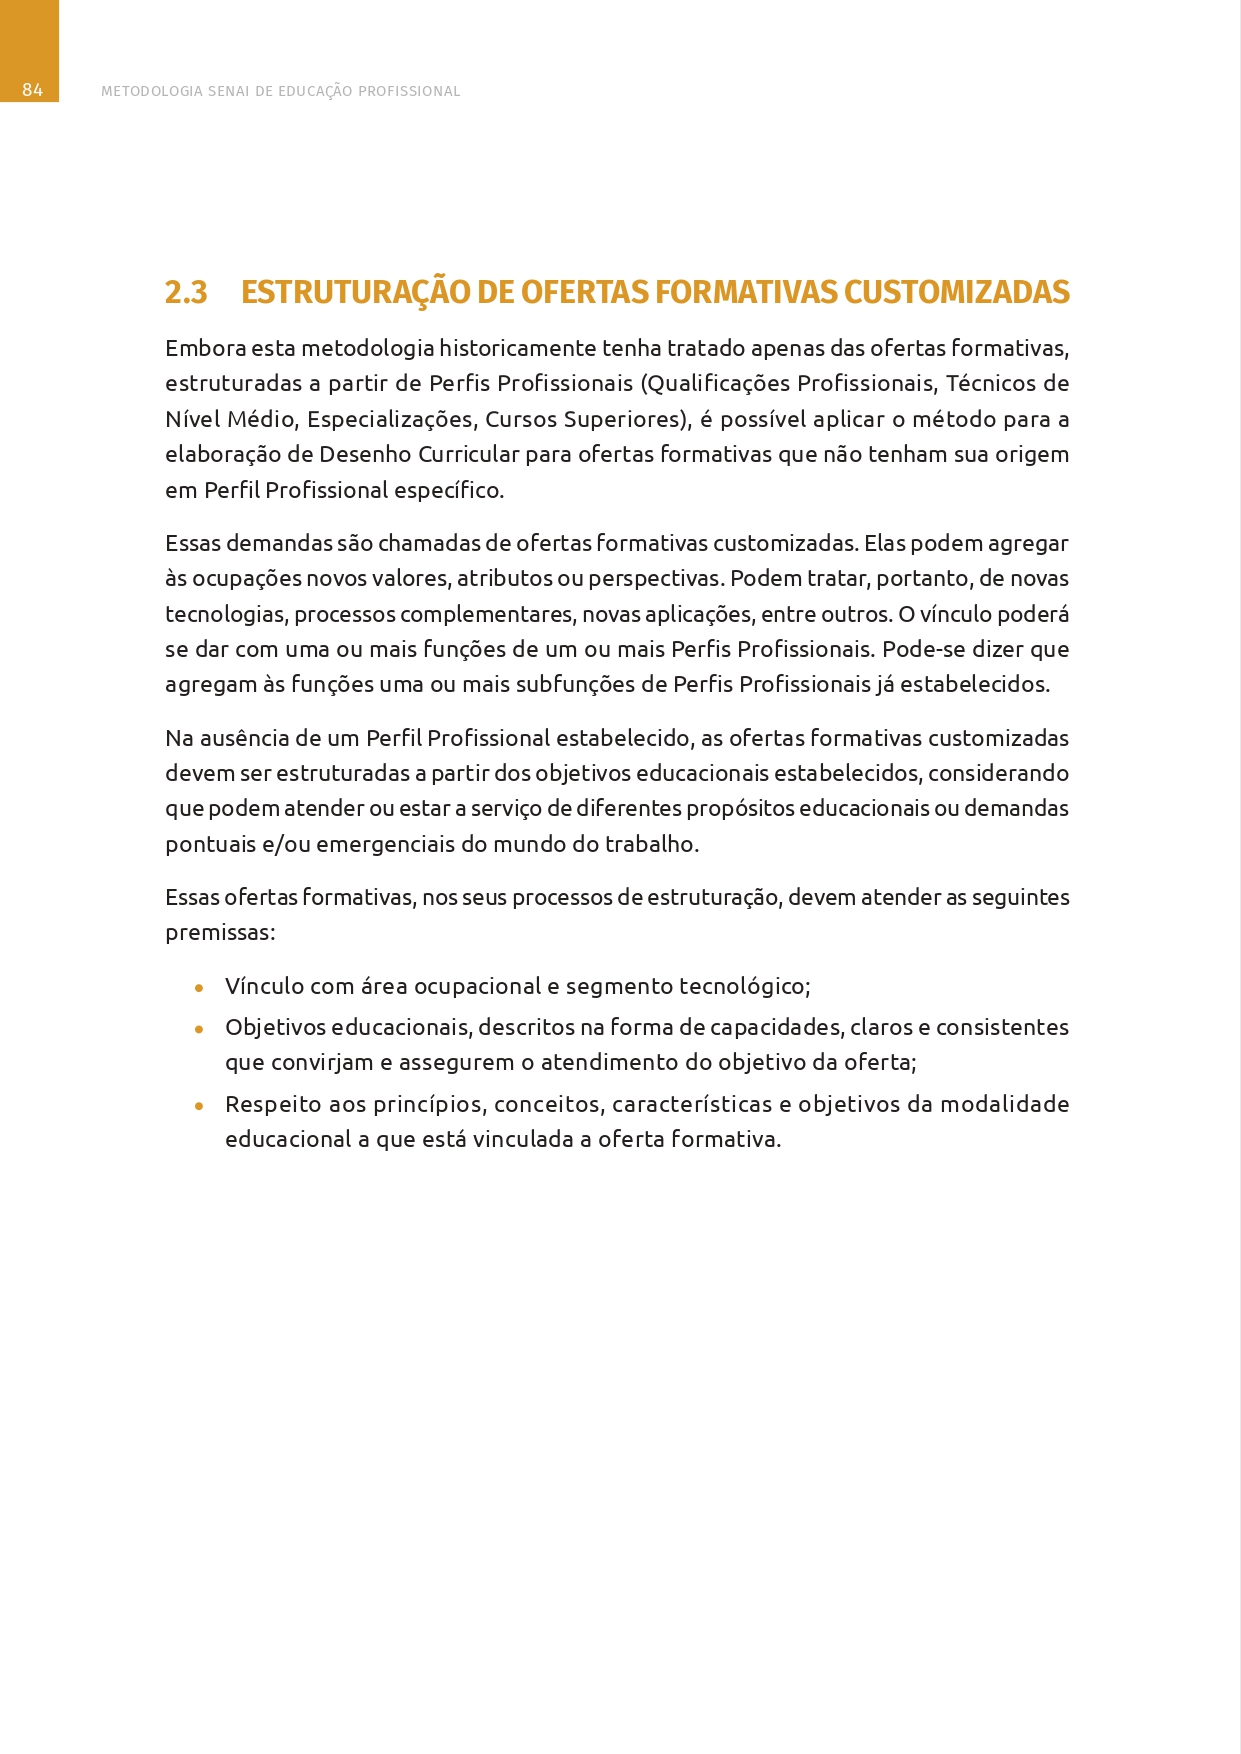 84
METODOLOGIA SENAI DE EDUCAÇÃO PROFISSIONAL
2.3 ESTRUTURAÇÃO DE OFERTAS FORMATIVAS CUSTOMIZADAS
Embora esta metodologia historicamente tenha tratado apenas das ofertas formativas,
estruturadas a partir de Perfis Profissionais (Qualificações Profissionais, Técnicos de
Nível Médio, Especializações, Cursos Superiores), é possível aplicar o método para a
elaboração de Desenho Curricular para ofertas formativas que não tenham sua origem
em Perfil Profissional específico.
Essas demandas são chamadas de ofertas formativas customizadas. Elas podem agregar
às ocupações novos valores, atributos ou perspectivas. Podem tratar, portanto, de novas
tecnologias, processos complementares, novas aplicações, entre outros. O vínculo poderá
se dar com uma ou mais funções de um ou mais Perfis Profissionais. Pode-se dizer que
agregam às funções uma ou mais subfunções de Perfis Profissionais já estabelecidos.
Na ausência de um Perfil Profissional estabelecido, as ofertas formativas customizadas
devem ser estruturadas a partir dos objetivos educacionais estabelecidos, considerando
que podem atender ou estar a serviço de diferentes propósitos educacionais ou demandas
pontuais e/ou emergenciais do mundo do trabalho.
Essas ofertas formativas, nos seus processos de estruturação, devem atender as seguintes
premissas:
• Vínculo com área ocupacional e segmento tecnológico;
• Objetivos educacionais, descritos na forma de capacidades, claros e consistentes
que convirjam e assegurem o atendimento do objetivo da oferta;
• Respeito aos princípios, conceitos, características e objetivos da modalidade
educacional a que está vinculada a oferta formativa.